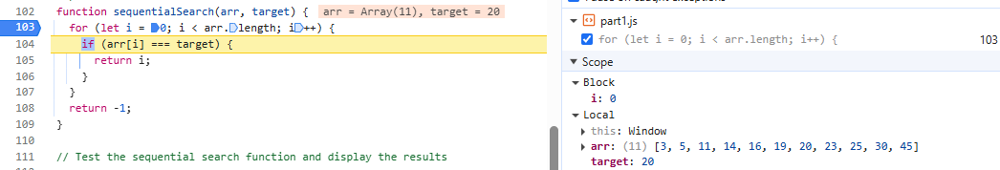 102 function sequentialSearch(arr, target) { arr = Array(11), target = 20
103 for (let i = 0; i < arr.length; i++) {
104 if (arr[i] === target) {
105 return i;
106 }
107 }
108 return -1;
109 }
110
111 // Test the sequential search function and display the results
part1.js
for (let i = 0; i < arr.length; i++) { 103
Scope
Block
i: 0
Local
this: Window
arr: (11) [3, 5, 11, 14, 16, 19, 20, 23, 25, 30, 45]
target: 20